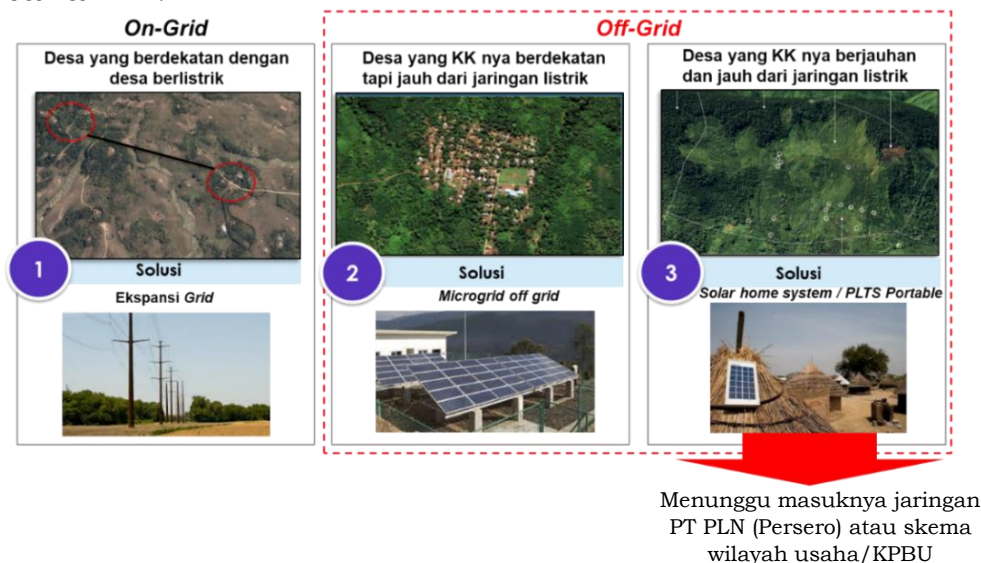 On-Grid
Off-Grid
Desa yang berdekatan dengan
desa berlistrik
1
Solusi
Ekspansi Grid
Desa yang KK nya berdekatan
tapi jauh dari jaringan listrik
2
Solusi
Microgrid off grid
Desa yang KK nya berjauhan
dan jauh dari jaringan listrik
3
Solusi
Solar home system / PLTS Portable
Menunggu masuknya jaringan
PT PLN (Persero) atau skema
wilayah usaha/KPBU